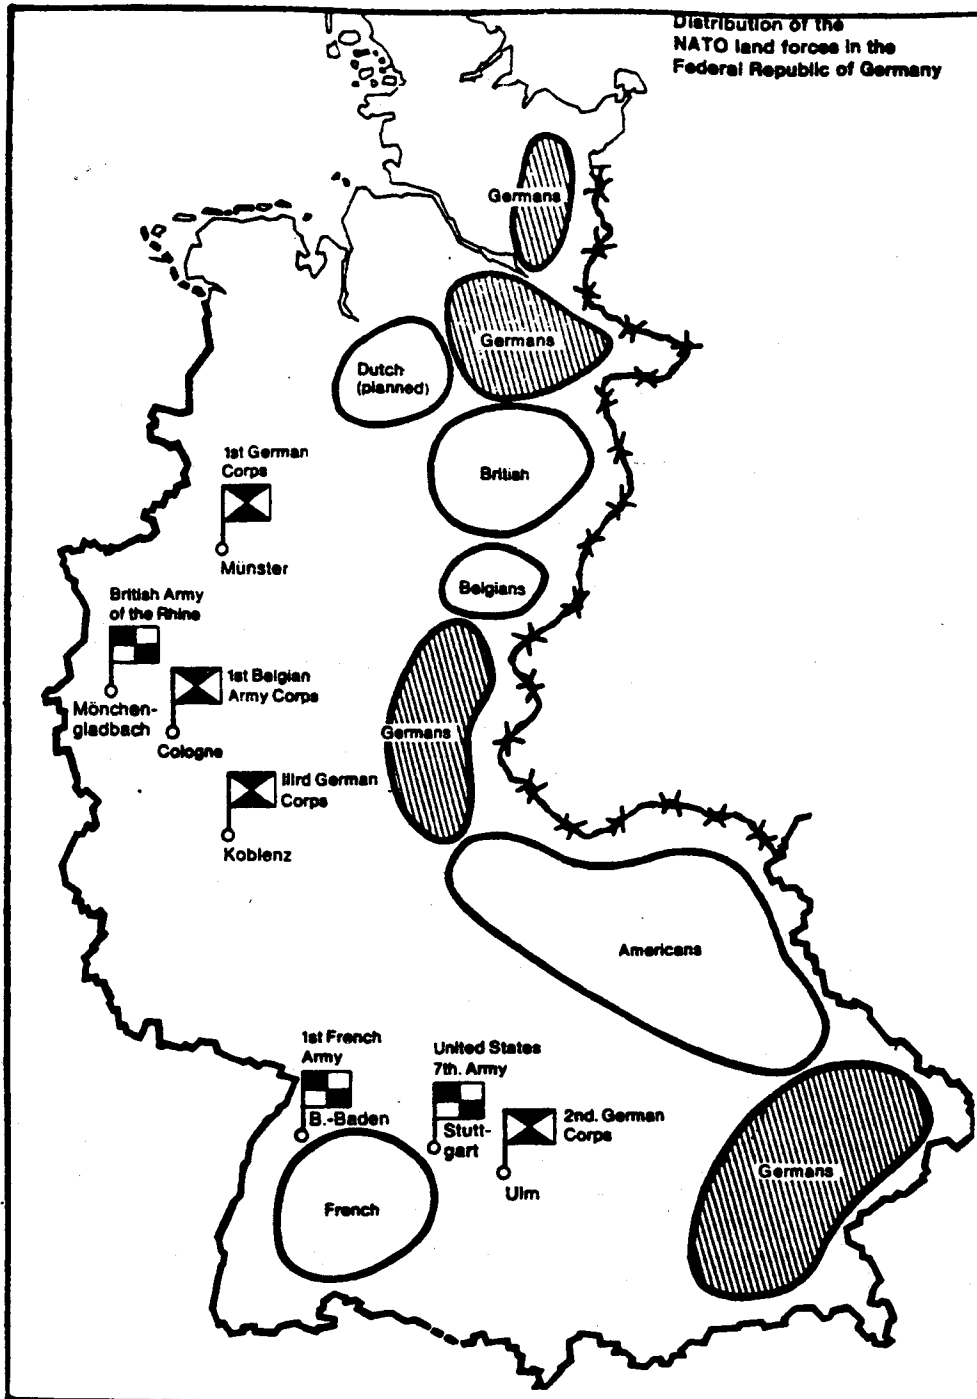 Distribution of the
NATO land forces in the
Federal Republic of Germany
Germans
Germans
Dutch
(planned)
1st German
Corps
British
Münster
Belgians
British Army
of the Rhine
1st Belgian
Army Corps
Mönchen-
gladbach
Cologne
Germans
IIIrd German
Corps
Koblenz
Americans
1st French
Army
B.-Baden
United States
7th. Army
Stutt-
gart
2nd. German
Corps
Ulm
Germans
French